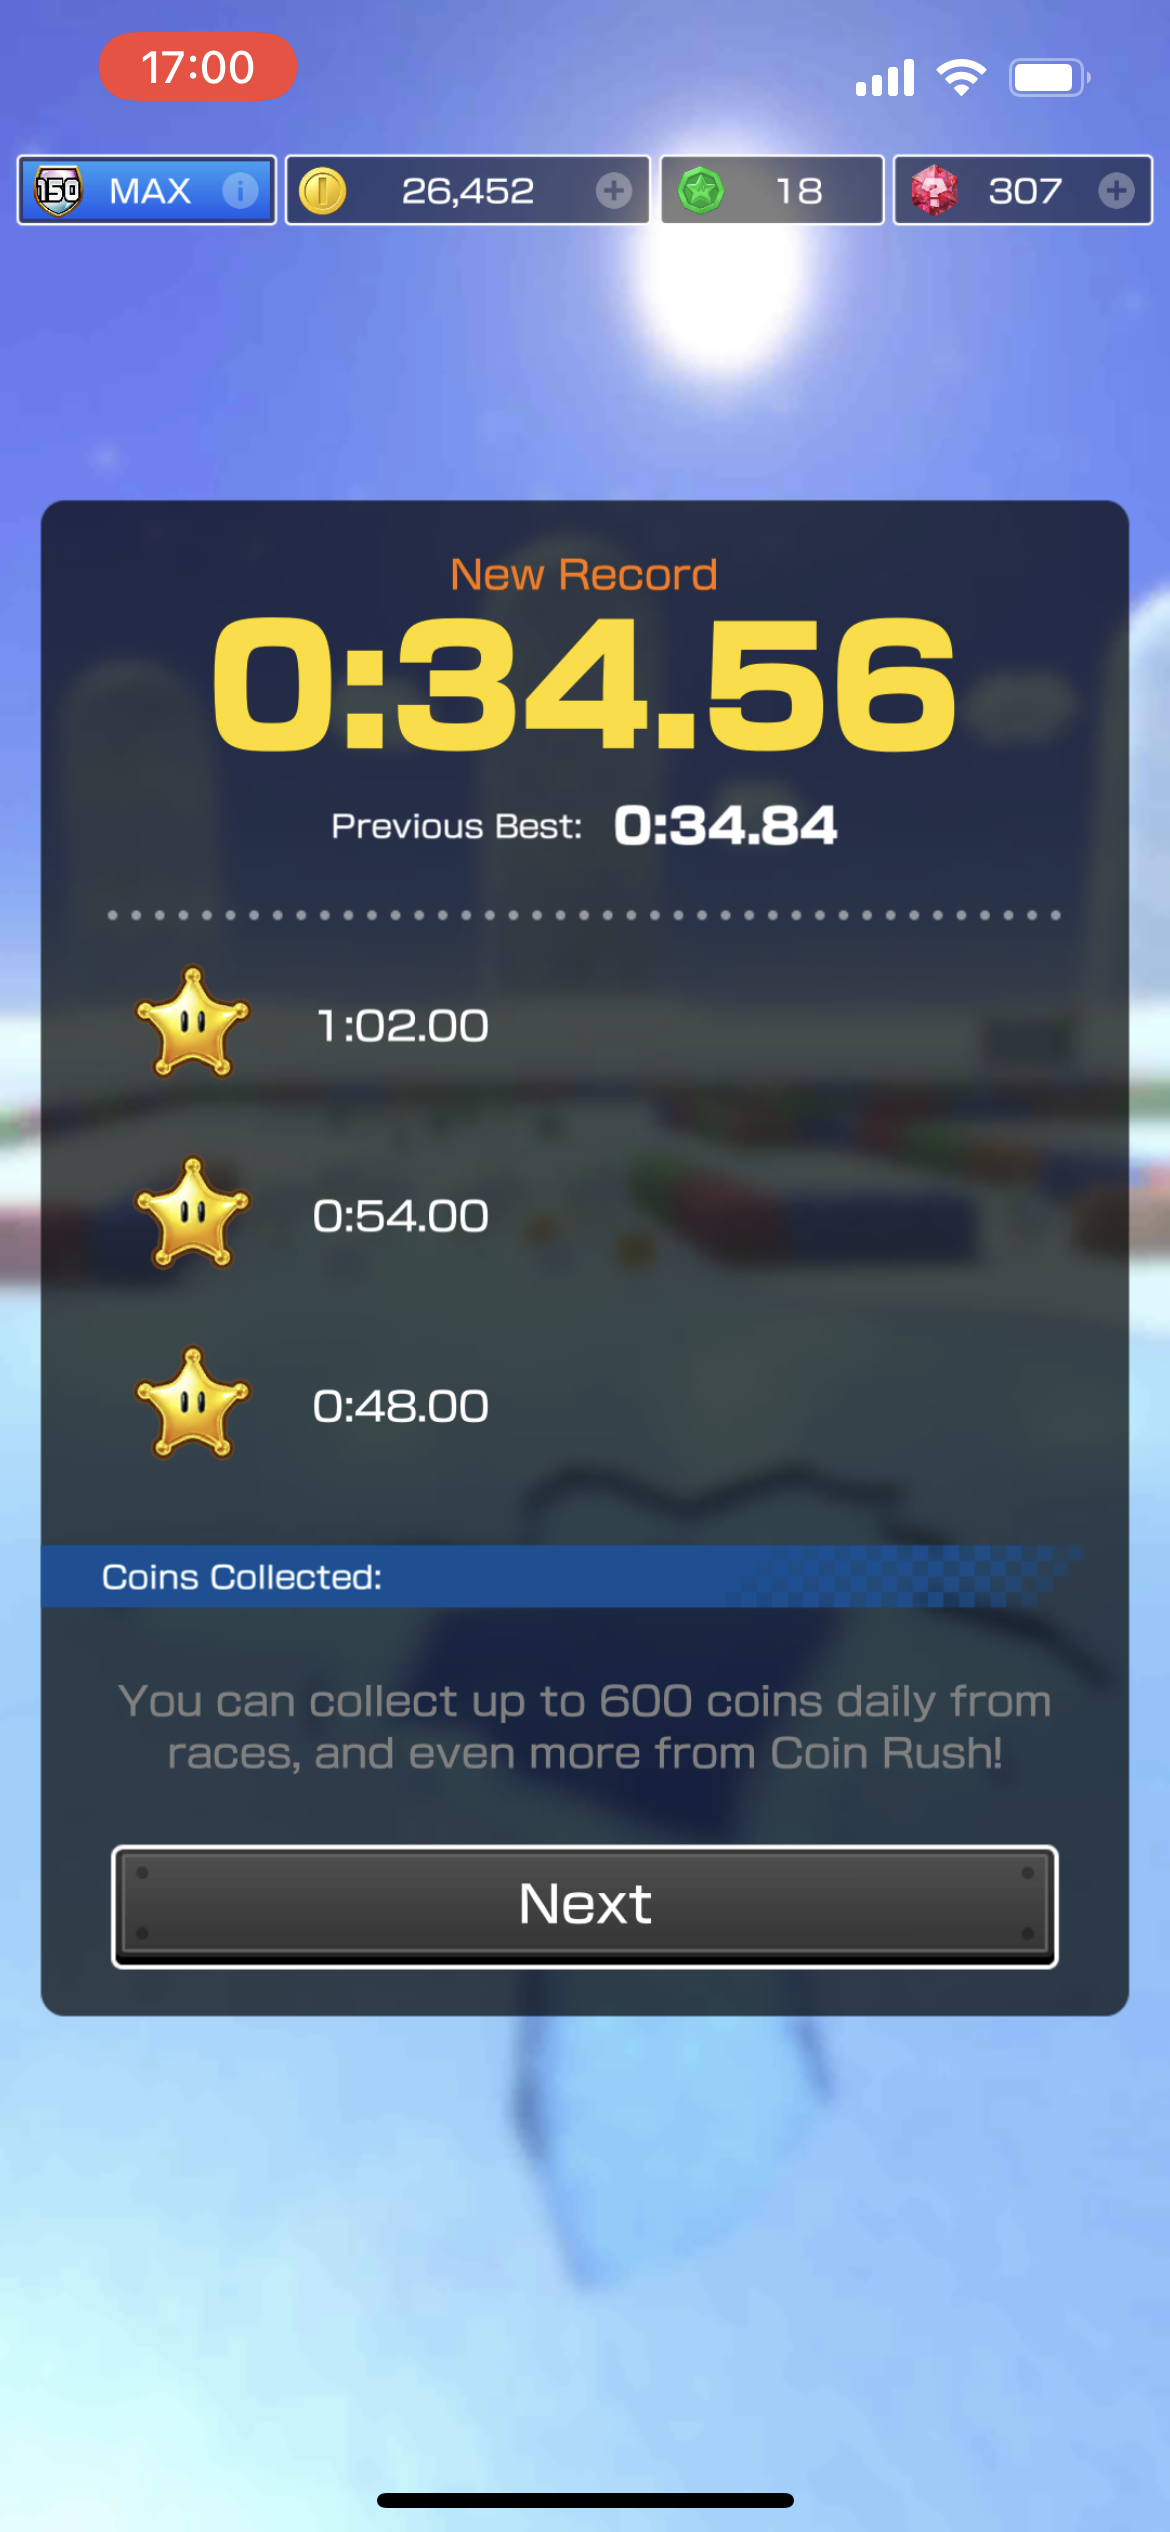 17:00
150 MAX i 26,452 + 18 ? 307 +
New Record
0:34.56
Previous Best: 0:34.84
1:02.00
0:54.00
0:48.00
Coins Collected:
You can collect up to 600 coins daily from
races, and even more from Coin Rush!
Next